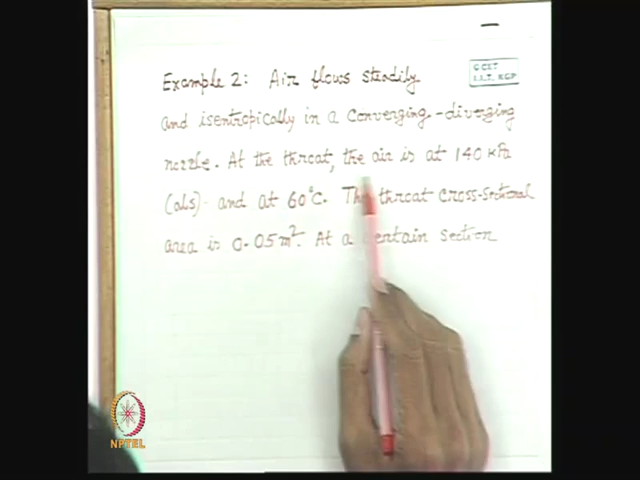 Example 2: Air flows steadily
and isentropically in a converging-diverging
nozzle. At the throat, the air is at 140 kPa
(abs). and at 60°C. The throat cross-sectional
area is 0.05 m². At a certain section
G CET
I.I.T. KGP
NPTEL